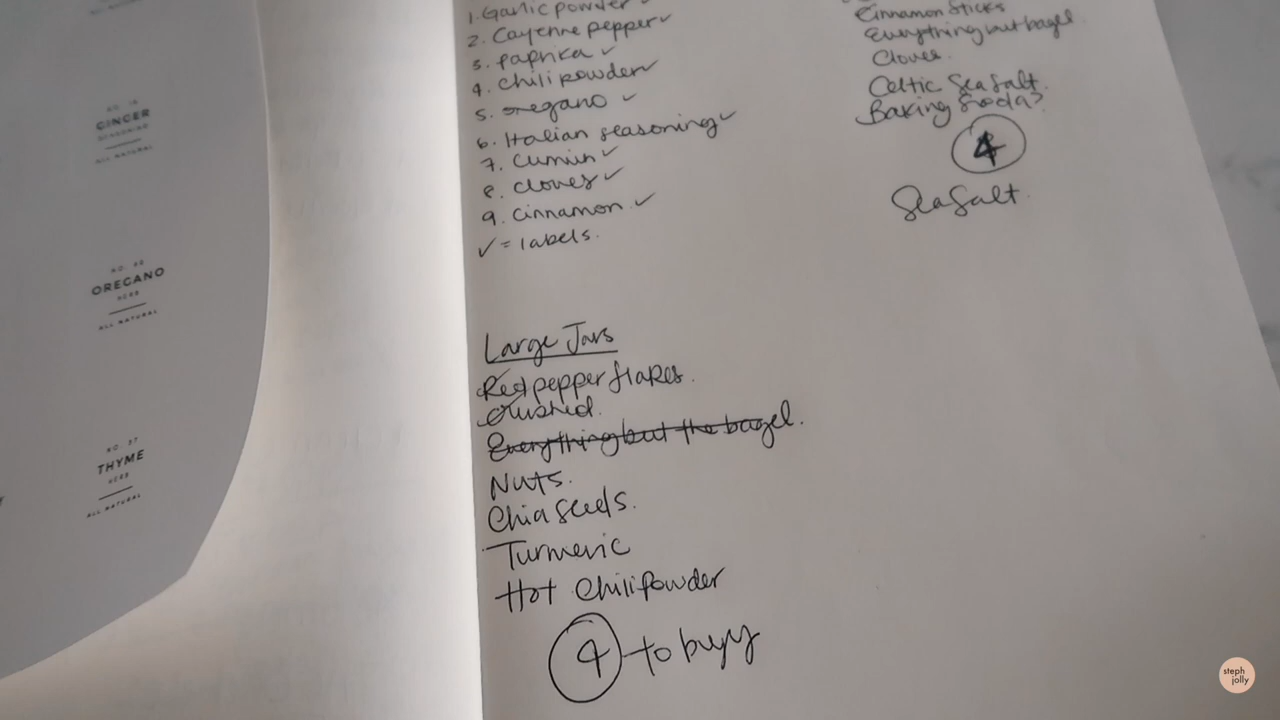 NO. 18
GINGER
SEASONING
ALL NATURAL
NO. 48
OREGANO
HERB
ALL NATURAL
NO. 37
THYME
HERB
ALL NATURAL
1. Garlic powder ✓
2. Cayenne pepper ✓
3. paprika ✓
4. chili powder ✓
5. oregano ✓
6. Italian seasoning ✓
7. Cumin ✓
8. cloves ✓
9. cinnamon ✓
✓ = labels.
Large Jars
Red pepper flakes.
Crushed.
Everything but the bagel.
Nuts.
Chia seeds.
Turmeric
Hot Chili Powder
4 to buy
Cinnamon Sticks
Everything but bagel
Cloves.
Celtic Sea Salt.
Baking Soda?
4
Sea Salt.
steph
jolly